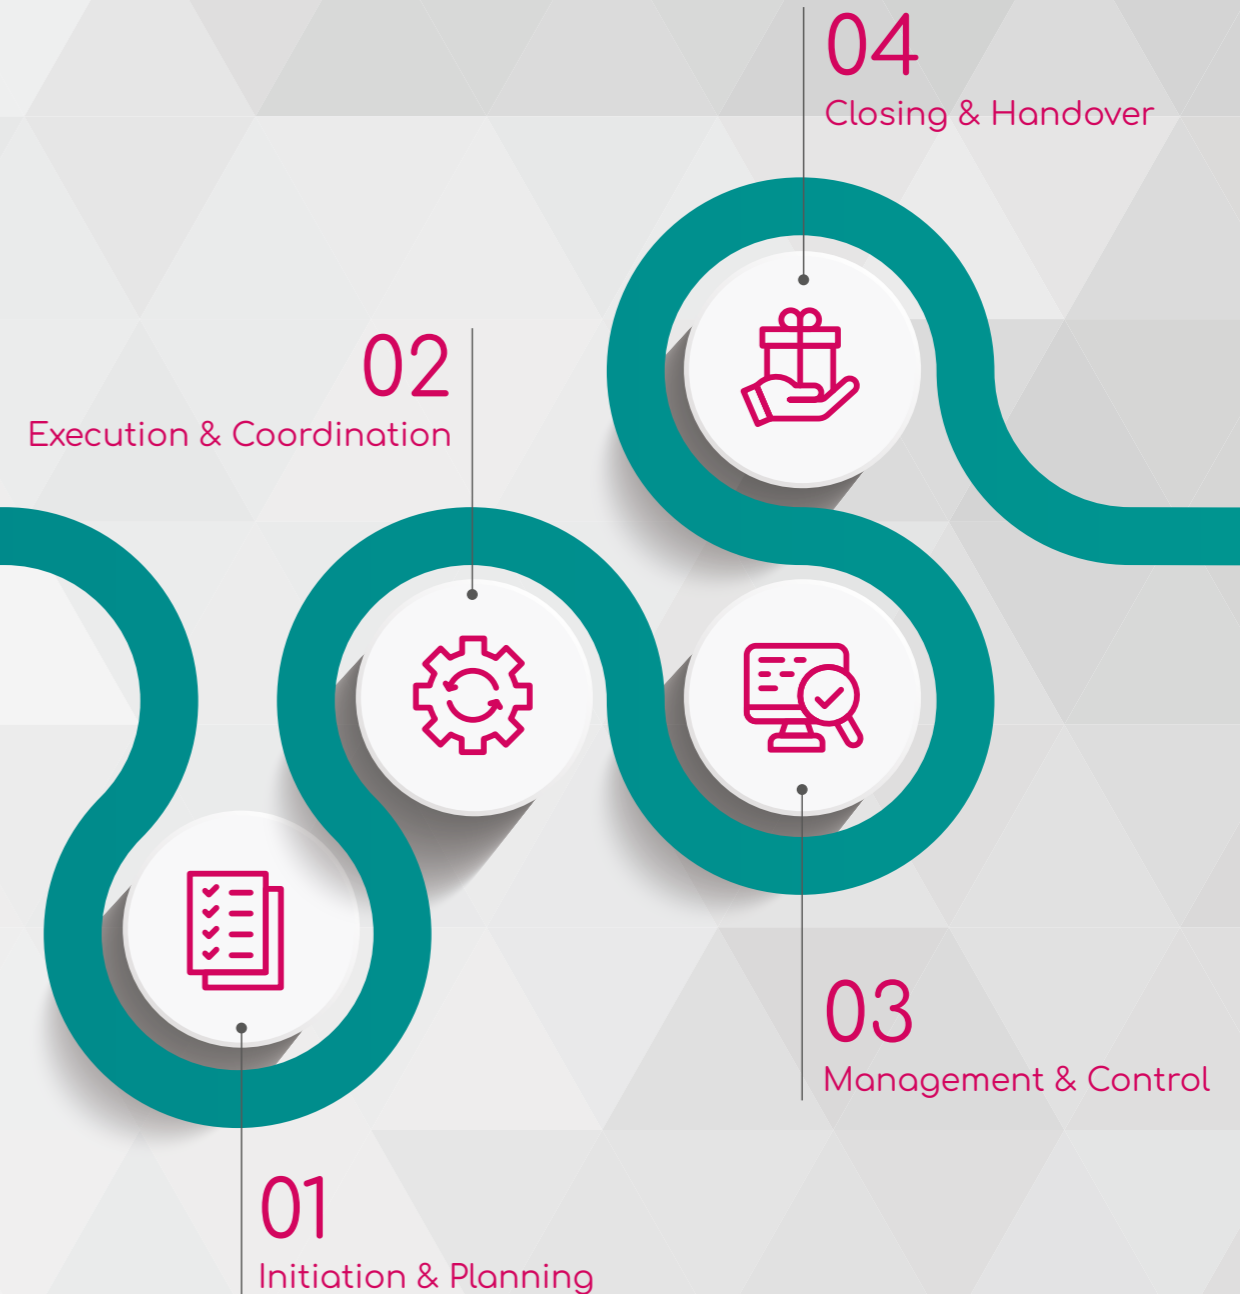 04
Closing & Handover
02
Execution & Coordination
03
Management & Control
01
Initiation & Planning